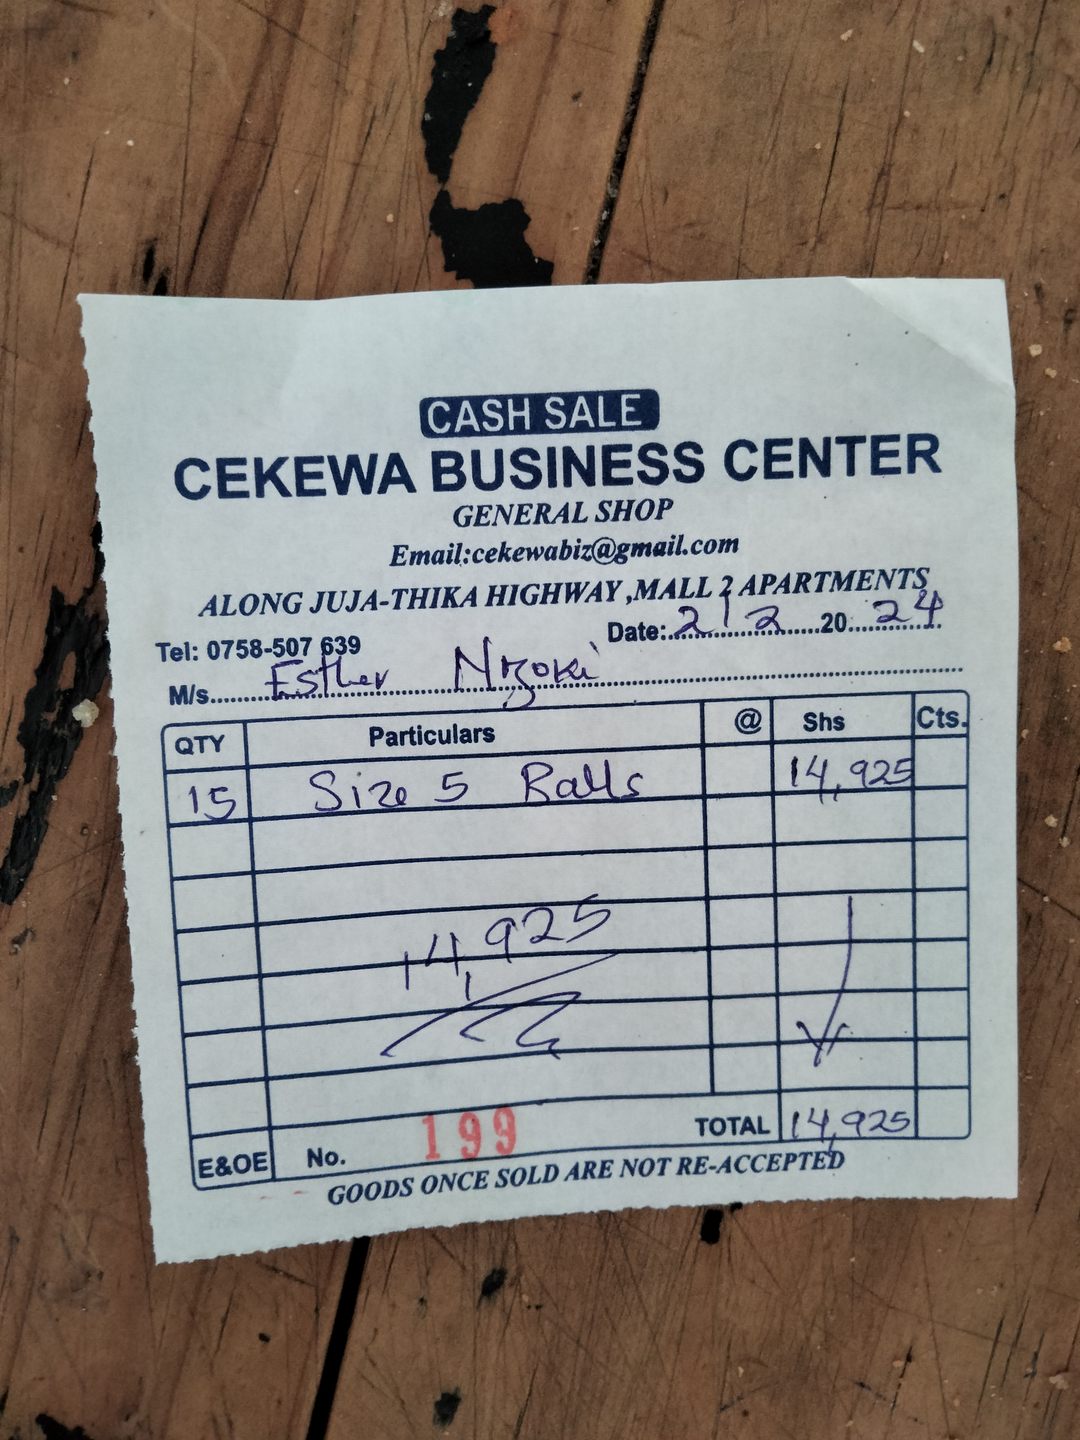 CASH SALE
CEKEWA BUSINESS CENTER
GENERAL SHOP
Email:cekewabiz@gmail.com
ALONG JUJA-THIKA HIGHWAY ,MALL 2 APARTMENTS
Tel: 0758-507 639 Date:..2/2..20..24.
M/s....Esther Nzoki
QTY Particulars @ Shs Cts.
15 Size 5 Balls 14,925
14,925
TOTAL 14,925
E&OE No. 199
GOODS ONCE SOLD ARE NOT RE-ACCEPTED